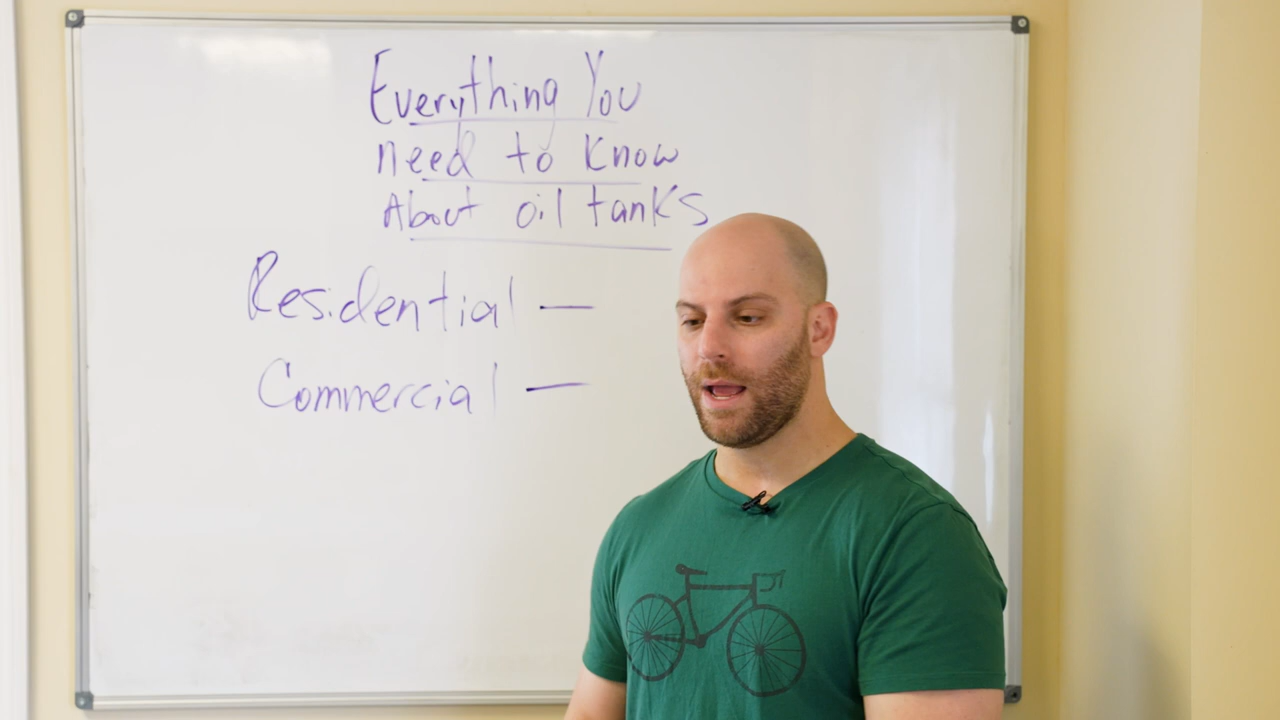 Everything You
need to Know
About oil tanks
Residential —
Commercial —